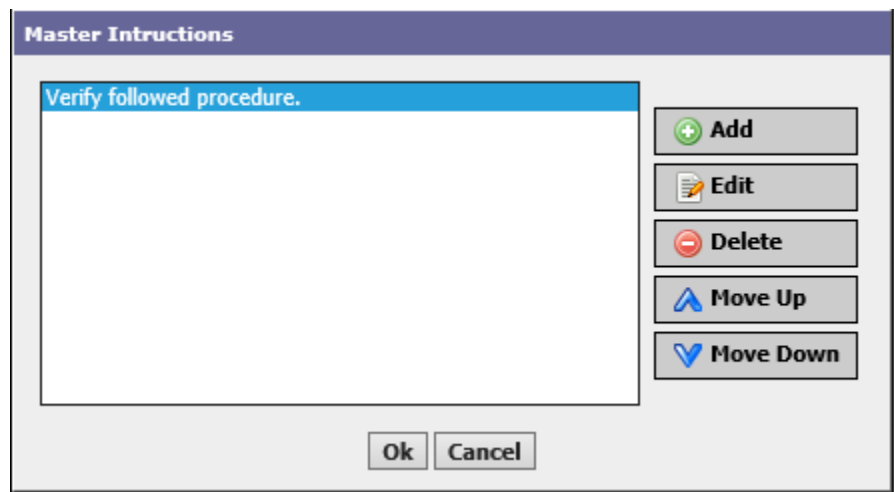 Master Intructions
Verify followed procedure.
Add
Edit
Delete
Move Up
Move Down
Ok Cancel